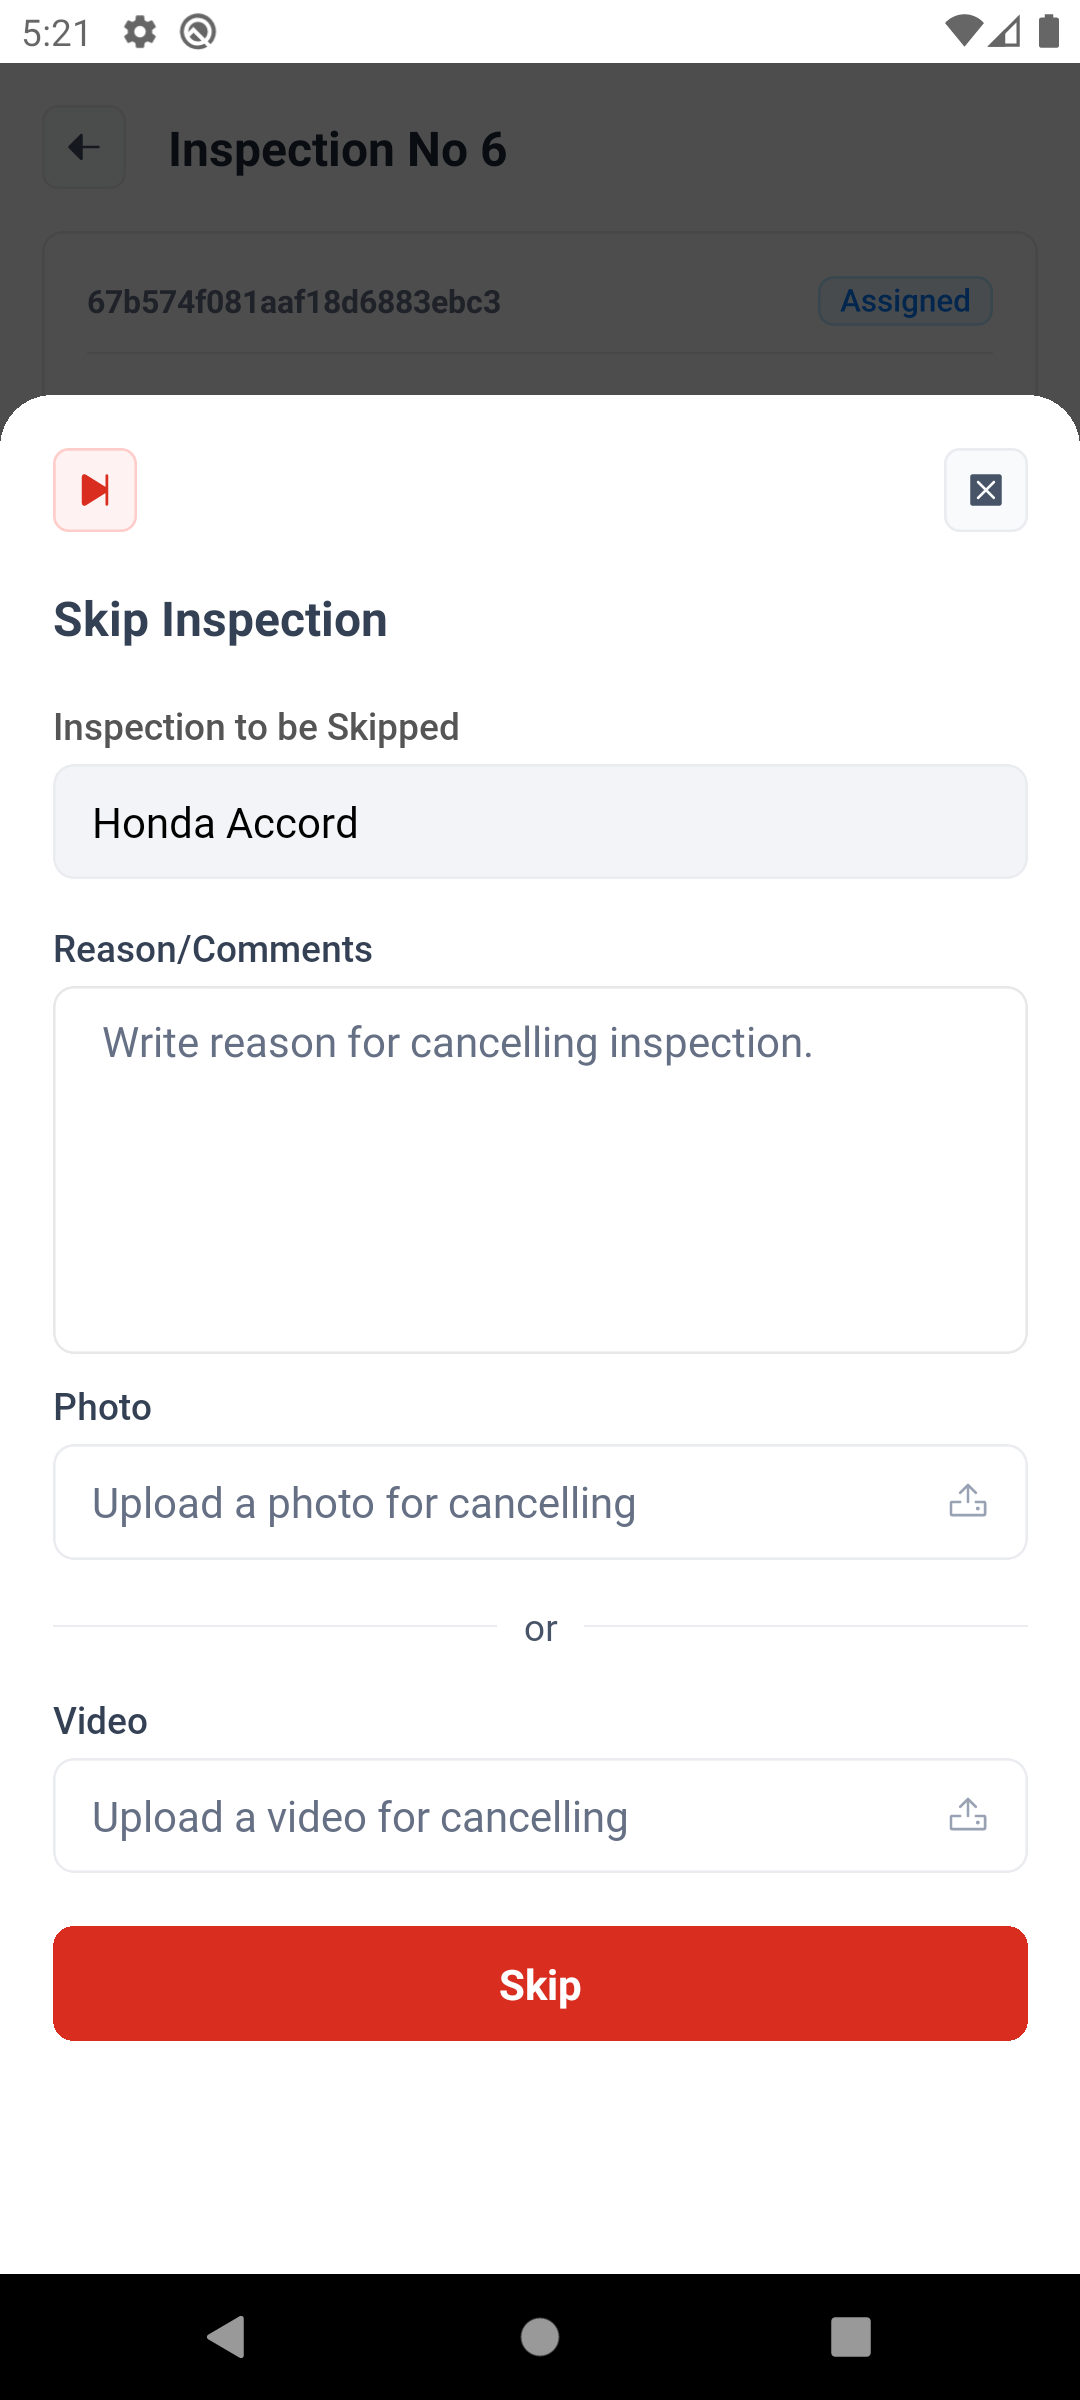 5:21
Inspection No 6
67b574f081aaf18d6883ebc3
Assigned
Skip Inspection
Inspection to be Skipped
Honda Accord
Reason/Comments
Write reason for cancelling inspection.
Photo
Upload a photo for cancelling
or
Video
Upload a video for cancelling
Skip